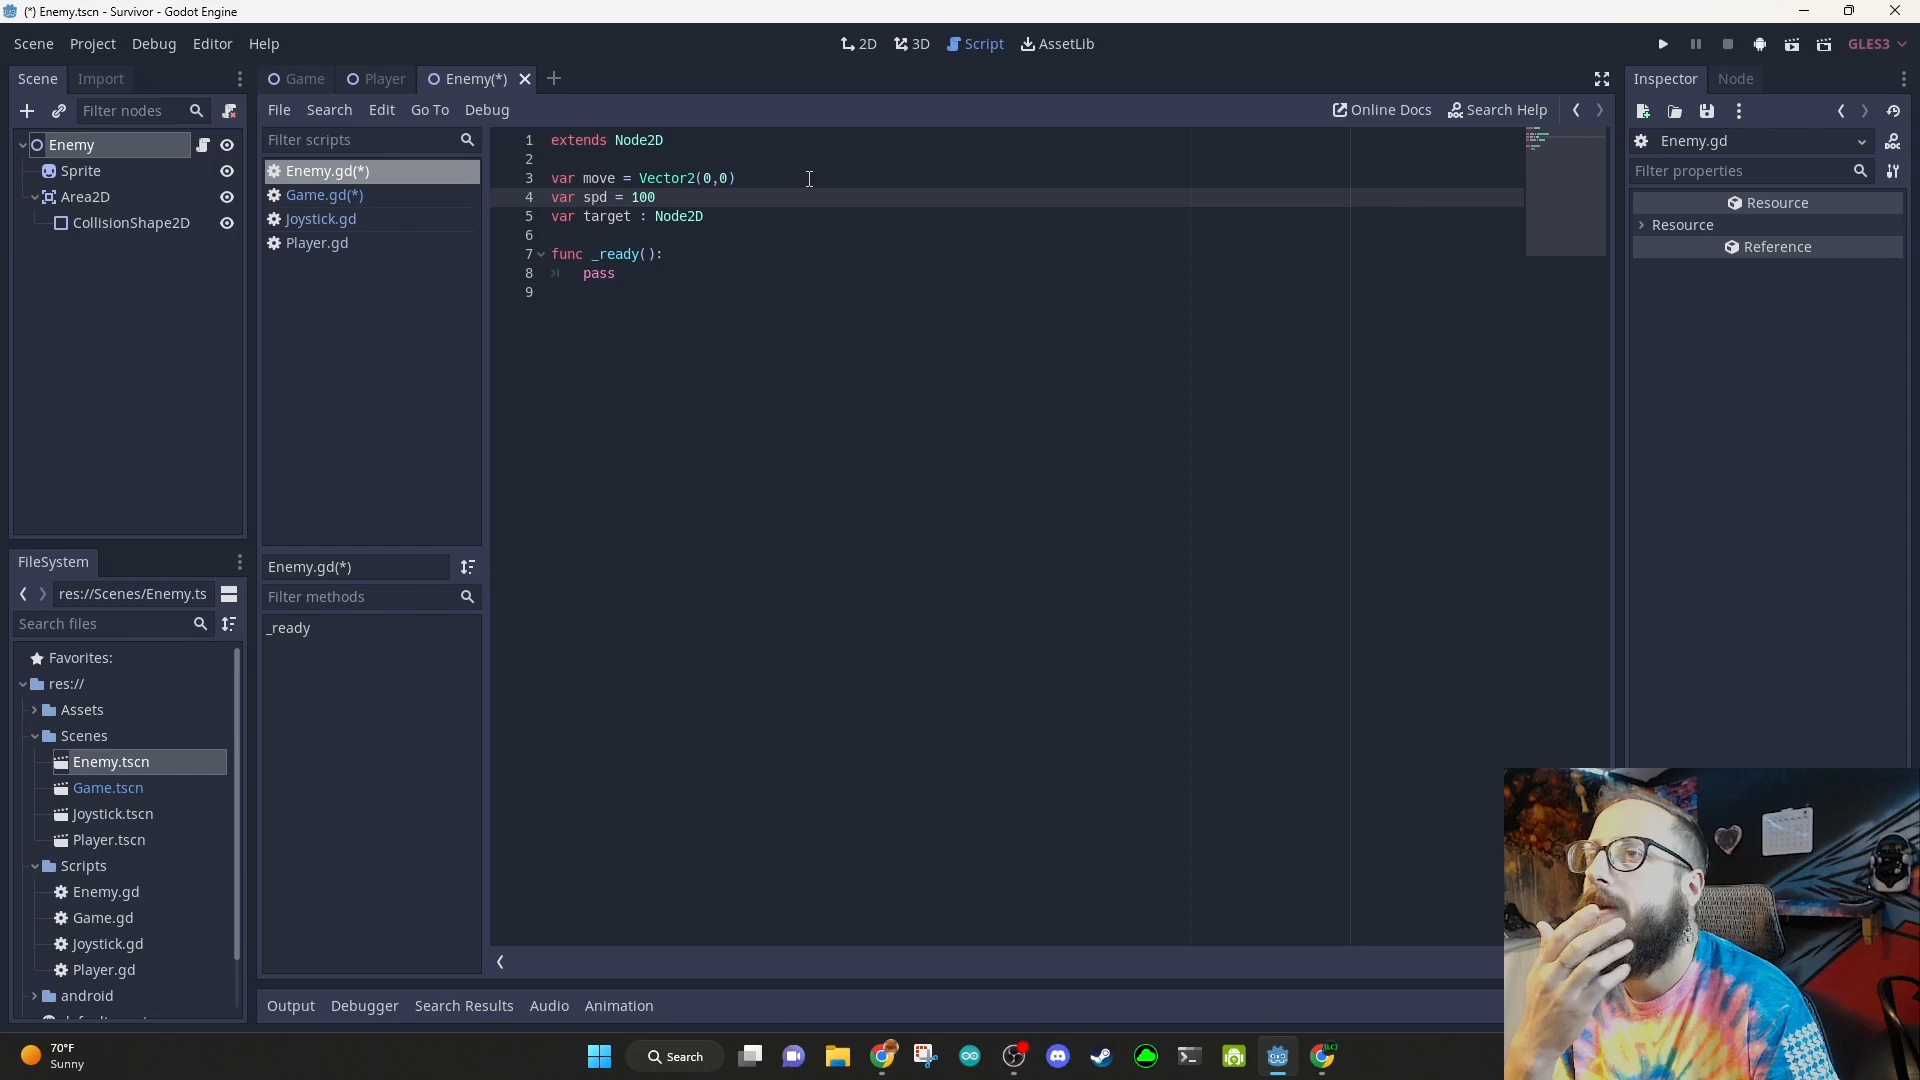 (*) Enemy.tscn - Survivor - Godot Engine
Scene Project Debug Editor Help
2D 3D Script AssetLib
GLES3
Scene Import
Filter nodes
Enemy
Sprite
Area2D
CollisionShape2D
Game Player Enemy(*)
File Search Edit Go To Debug
Online Docs Search Help
Filter scripts
Enemy.gd(*)
Game.gd(*)
Joystick.gd
Player.gd
Enemy.gd(*)
Filter methods
_ready
1 extends Node2D
2
3 var move = Vector2(0,0)
4 var spd = 100
5 var target : Node2D
6
7 func _ready():
8 pass
9
Inspector Node
Enemy.gd
Filter properties
Resource
Resource
Reference
FileSystem
res://Scenes/Enemy.ts
Search files
Favorites:
res://
Assets
Scenes
Enemy.tscn
Game.tscn
Joystick.tscn
Player.tscn
Scripts
Enemy.gd
Game.gd
Joystick.gd
Player.gd
android
Output Debugger Search Results Audio Animation
70°F
Sunny
Search